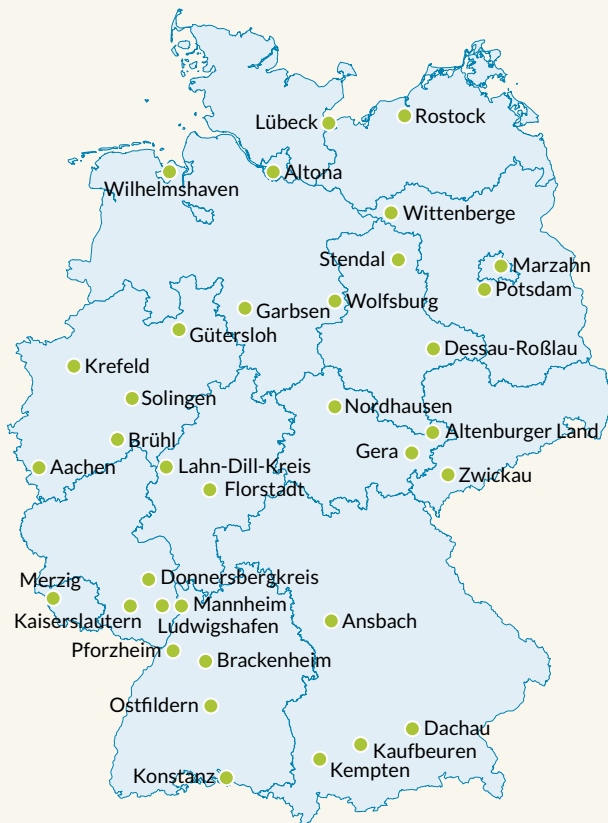 Rostock
Lübeck
Altona
Wilhelmshaven
Wittenberge
Stendal
Marzahn
Potsdam
Wolfsburg
Garbsen
Gütersloh
Dessau-Roßlau
Krefeld
Solingen
Nordhausen
Altenburger Land
Brühl
Gera
Aachen
Lahn-Dill-Kreis
Zwickau
Florstadt
Donnersbergkreis
Merzig
Mannheim
Kaiserslautern
Ludwigshafen
Ansbach
Pforzheim
Brackenheim
Ostfildern
Dachau
Kaufbeuren
Kempten
Konstanz